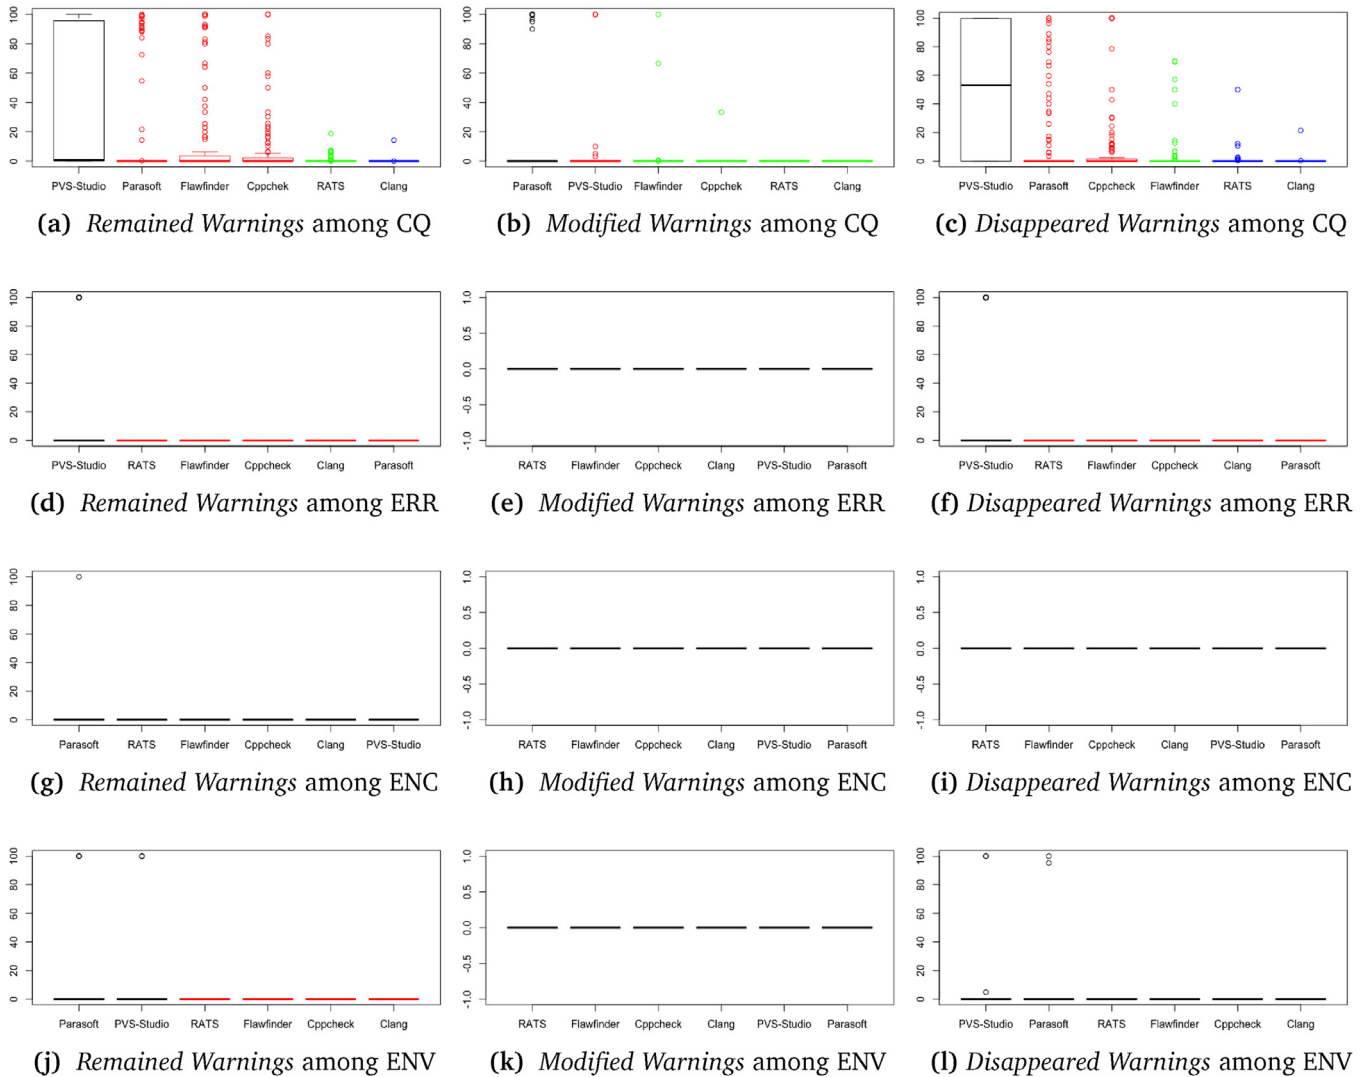 100
80
60
40
20
0
PVS-Studio Parasoft Flawfinder Cppchek RATS Clang
(a) Remained Warnings among CQ
100
80
60
40
20
0
Parasoft PVS-Studio Flawfinder Cppchek RATS Clang
(b) Modified Warnings among CQ
100
80
60
40
20
0
PVS-Studio Parasoft Cppcheck Flawfinder RATS Clang
(c) Disappeared Warnings among CQ
100
80
60
40
20
0
PVS-Studio RATS Flawfinder Cppcheck Clang Parasoft
(d) Remained Warnings among ERR
1.0
0.5
0.0
-0.5
-1.0
RATS Flawfinder Cppcheck Clang PVS-Studio Parasoft
(e) Modified Warnings among ERR
100
80
60
40
20
0
PVS-Studio RATS Flawfinder Cppcheck Clang Parasoft
(f) Disappeared Warnings among ERR
100
80
60
40
20
0
Parasoft RATS Flawfinder Cppcheck Clang PVS-Studio
(g) Remained Warnings among ENC
1.0
0.5
0.0
-0.5
-1.0
RATS Flawfinder Cppcheck Clang PVS-Studio Parasoft
(h) Modified Warnings among ENC
1.0
0.5
0.0
-0.5
-1.0
RATS Flawfinder Cppcheck Clang PVS-Studio Parasoft
(i) Disappeared Warnings among ENC
100
80
60
40
20
0
Parasoft PVS-Studio RATS Flawfinder Cppcheck Clang
(j) Remained Warnings among ENV
1.0
0.5
0.0
-0.5
-1.0
RATS Flawfinder Cppcheck Clang PVS-Studio Parasoft
(k) Modified Warnings among ENV
100
80
60
40
20
0
PVS-Studio Parasoft RATS Flawfinder Cppcheck Clang
(l) Disappeared Warnings among ENV